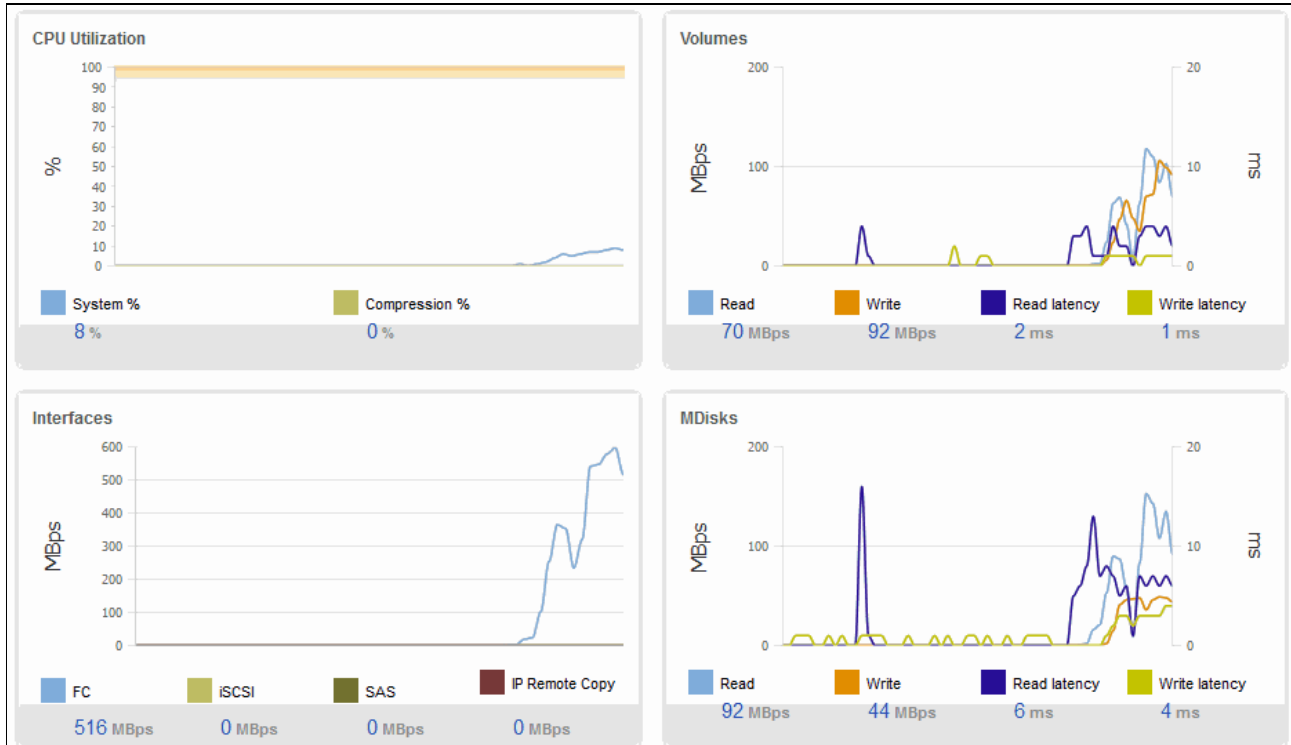 CPU Utilization
100
90
80
70
60
50
40
30
20
10
0
%
System %
Compression %
8 %
0 %
Volumes
200
100
0
MBps
20
10
0
ms
Read
Write
Read latency
Write latency
70 MBps
92 MBps
2 ms
1 ms
Interfaces
600
500
400
300
200
100
0
MBps
FC
iSCSI
SAS
IP Remote Copy
516 MBps
0 MBps
0 MBps
0 MBps
MDisks
200
100
0
MBps
20
10
0
ms
Read
Write
Read latency
Write latency
92 MBps
44 MBps
6 ms
4 ms